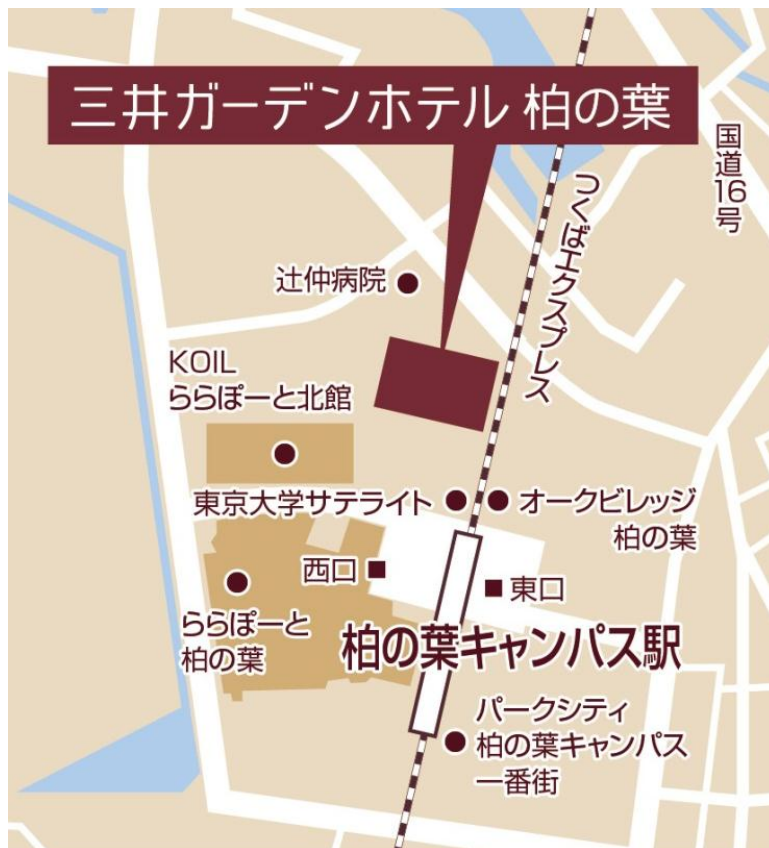 三井ガーデンホテル 柏の葉
国道16号
つくばエクスプレス
辻仲病院
KOIL
ららぽーと北館
東京大学サテライト
オークビレッジ
柏の葉
西口
東口
ららぽーと
柏の葉
柏の葉キャンパス駅
パークシティ
柏の葉キャンパス
一番街